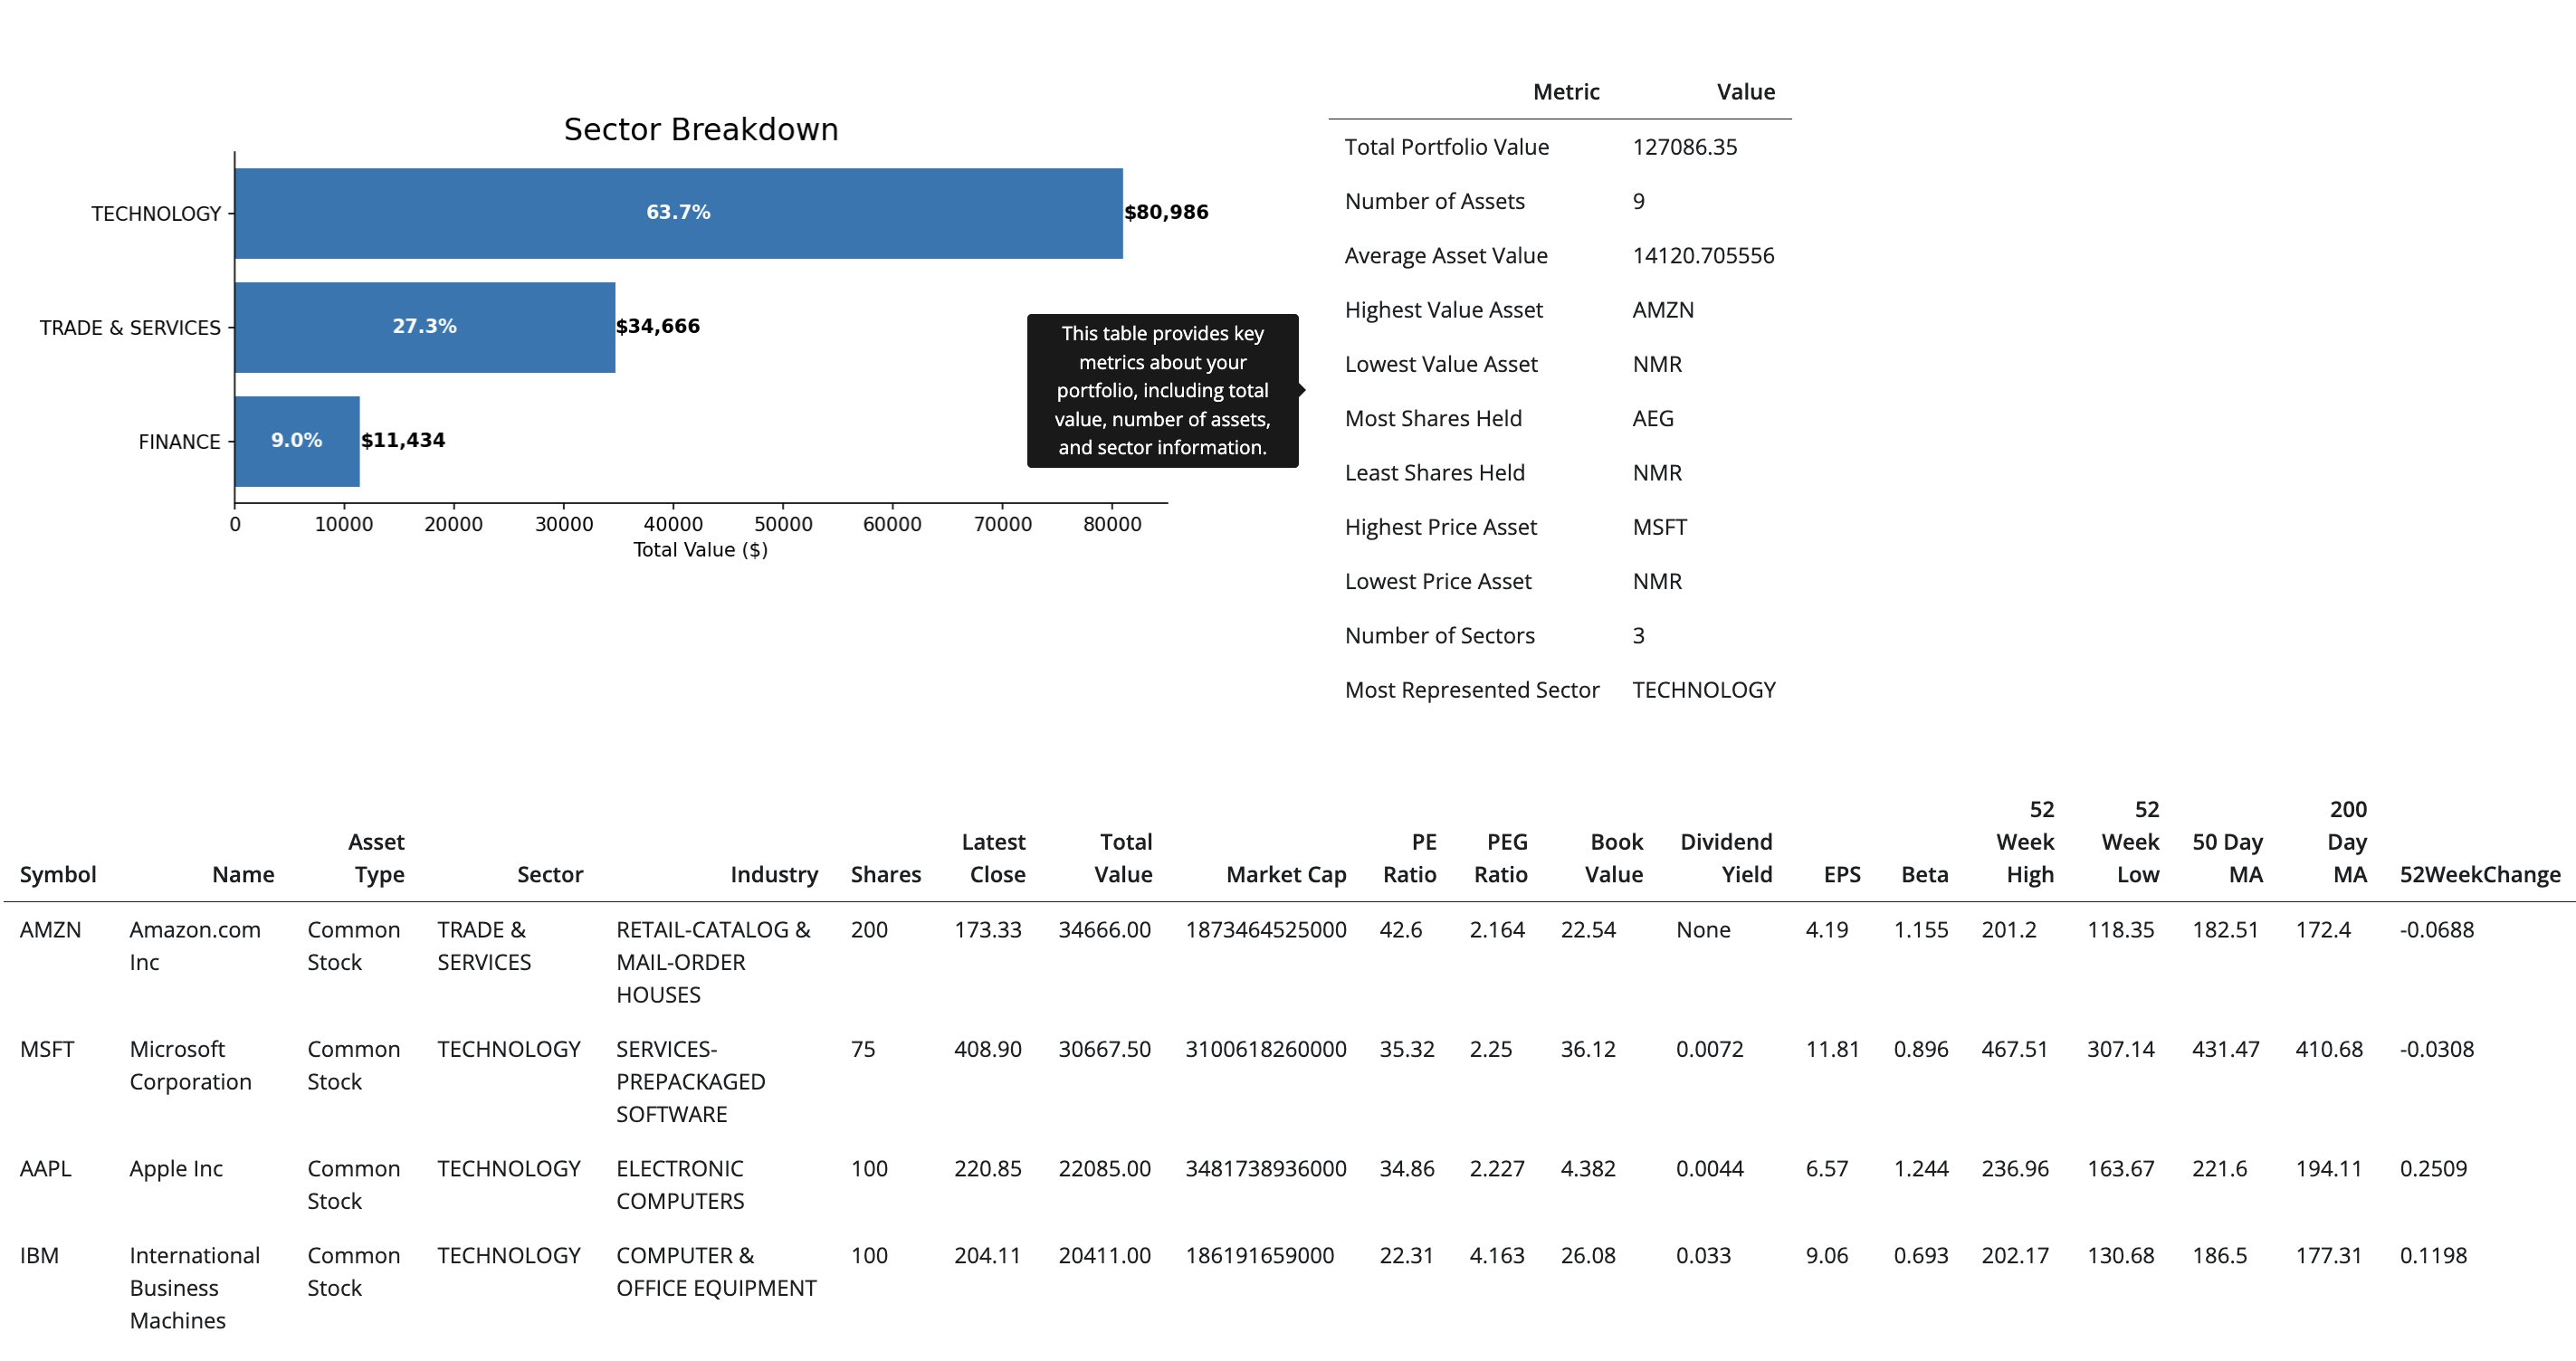 Sector Breakdown
TECHNOLOGY 63.7% $80,986
TRADE & SERVICES 27.3% $34,666
FINANCE 9.0% $11,434
0 10000 20000 30000 40000 50000 60000 70000 80000
Total Value ($)
This table provides key
metrics about your
portfolio, including total
value, number of assets,
and sector information.
Metric Value
Total Portfolio Value 127086.35
Number of Assets 9
Average Asset Value 14120.705556
Highest Value Asset AMZN
Lowest Value Asset NMR
Most Shares Held AEG
Least Shares Held NMR
Highest Price Asset MSFT
Lowest Price Asset NMR
Number of Sectors 3
Most Represented Sector TECHNOLOGY
52 52 200
Asset Latest Total PE PEG Book Dividend Week Week 50 Day Day
Symbol Name Type Sector Industry Shares Close Value Market Cap Ratio Ratio Value Yield EPS Beta High Low MA MA 52WeekChange
AMZN Amazon.com Common TRADE & RETAIL-CATALOG & 200 173.33 34666.00 1873464525000 42.6 2.164 22.54 None 4.19 1.155 201.2 118.35 182.51 172.4 -0.0688
Inc Stock SERVICES MAIL-ORDER
HOUSES
MSFT Microsoft Common TECHNOLOGY SERVICES- 75 408.90 30667.50 3100618260000 35.32 2.25 36.12 0.0072 11.81 0.896 467.51 307.14 431.47 410.68 -0.0308
Corporation Stock PREPACKAGED
SOFTWARE
AAPL Apple Inc Common TECHNOLOGY ELECTRONIC 100 220.85 22085.00 3481738936000 34.86 2.227 4.382 0.0044 6.57 1.244 236.96 163.67 221.6 194.11 0.2509
Stock COMPUTERS
IBM International Common TECHNOLOGY COMPUTER & 100 204.11 20411.00 186191659000 22.31 4.163 26.08 0.033 9.06 0.693 202.17 130.68 186.5 177.31 0.1198
Business Stock OFFICE EQUIPMENT
Machines